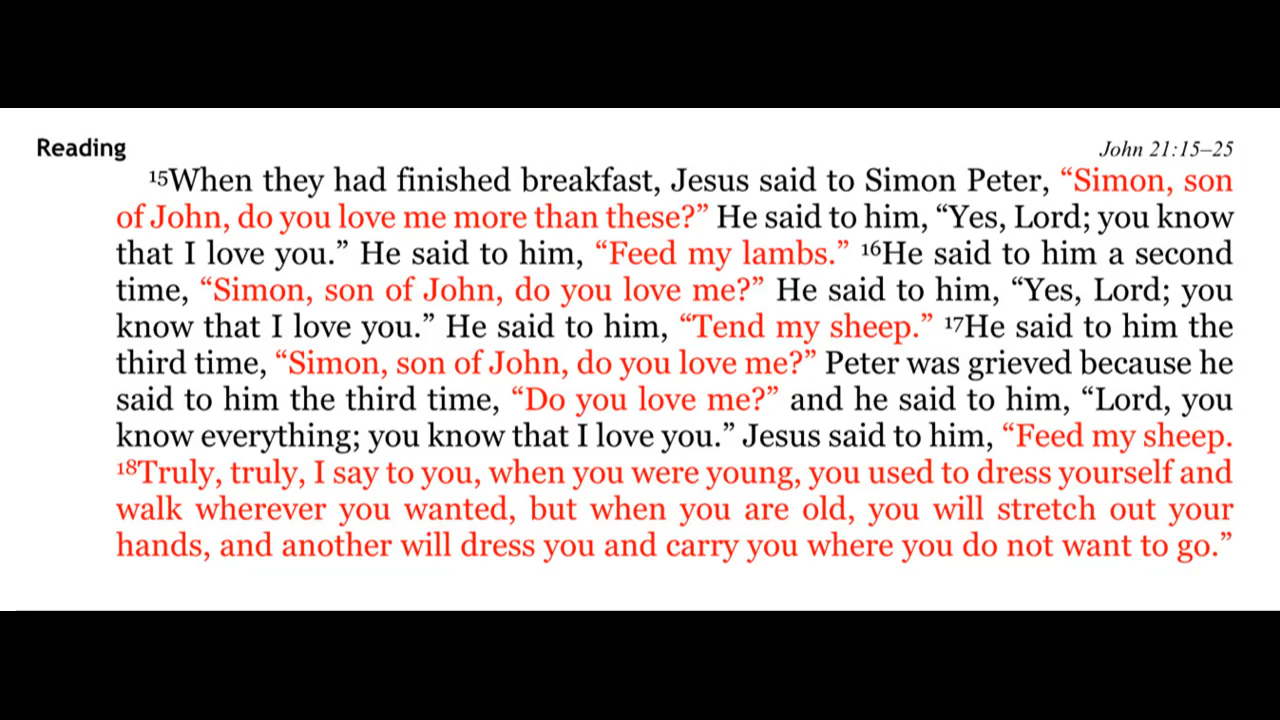 Reading
John 21:15–25
¹⁵When they had finished breakfast, Jesus said to Simon Peter, “Simon, son
of John, do you love me more than these?” He said to him, “Yes, Lord; you know
that I love you.” He said to him, “Feed my lambs.” ¹⁶He said to him a second
time, “Simon, son of John, do you love me?” He said to him, “Yes, Lord; you
know that I love you.” He said to him, “Tend my sheep.” ¹⁷He said to him the
third time, “Simon, son of John, do you love me?” Peter was grieved because he
said to him the third time, “Do you love me?” and he said to him, “Lord, you
know everything; you know that I love you.” Jesus said to him, “Feed my sheep.
¹⁸Truly, truly, I say to you, when you were young, you used to dress yourself and
walk wherever you wanted, but when you are old, you will stretch out your
hands, and another will dress you and carry you where you do not want to go.”